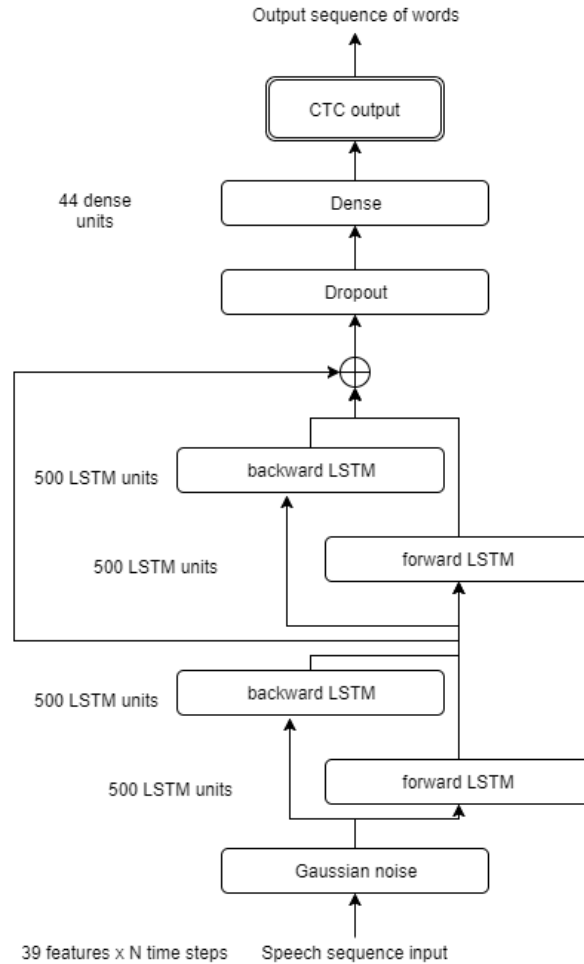 Output sequence of words
CTC output
44 dense
units
Dense
Dropout
500 LSTM units
backward LSTM
500 LSTM units
forward LSTM
500 LSTM units
backward LSTM
500 LSTM units
forward LSTM
Gaussian noise
39 features x N time steps
Speech sequence input